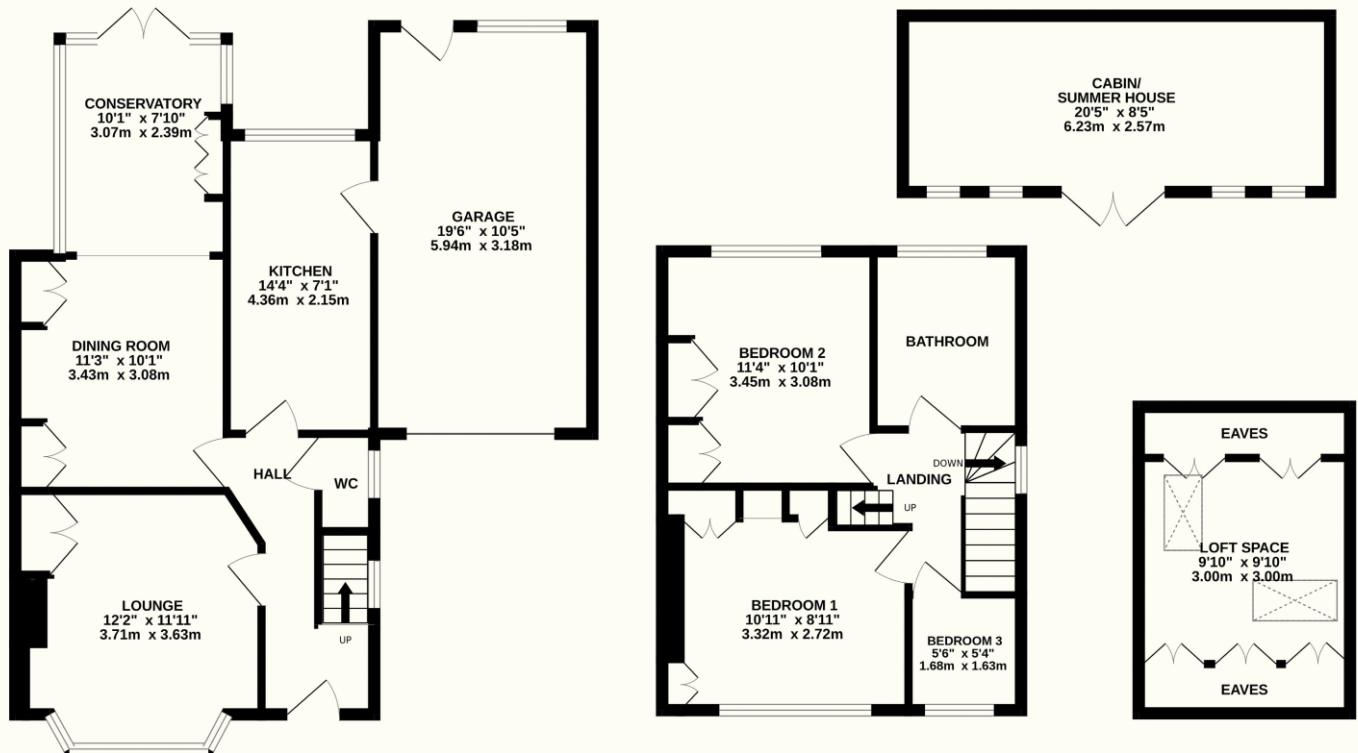 CONSERVATORY
10'1" x 7'10"
3.07m x 2.39m
GARAGE
19'6" x 10'5"
5.94m x 3.18m
KITCHEN
14'4" x 7'1"
4.36m x 2.15m
DINING ROOM
11'3" x 10'1"
3.43m x 3.08m
HALL
WC
LOUNGE
12'2" x 11'11"
3.71m x 3.63m
UP
CABIN/
SUMMER HOUSE
20'5" x 8'5"
6.23m x 2.57m
BEDROOM 2
11'4" x 10'1"
3.45m x 3.08m
BATHROOM
DOWN
LANDING
UP
BEDROOM 1
10'11" x 8'11"
3.32m x 2.72m
BEDROOM 3
5'6" x 5'4"
1.68m x 1.63m
EAVES
LOFT SPACE
9'10" x 9'10"
3.00m x 3.00m
EAVES